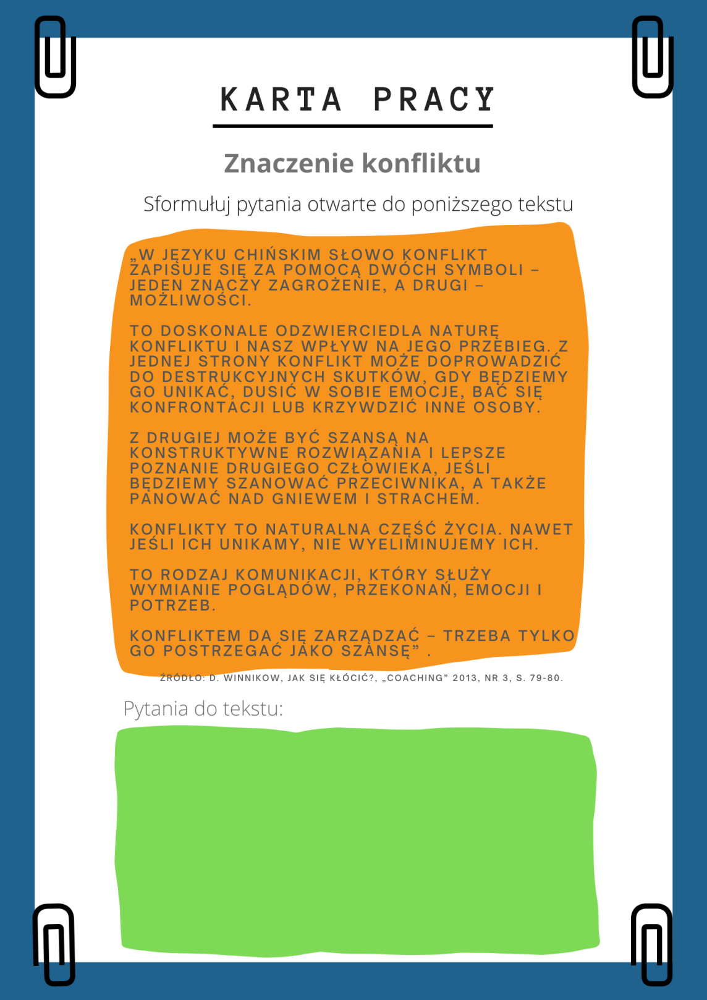 KARTA PRACY
Znaczenie konfliktu
Sformułuj pytania otwarte do poniższego tekstu
„W JĘZYKU CHIŃSKIM SŁOWO KONFLIKT
ZAPISUJE SIĘ ZA POMOCĄ DWÓCH SYMBOLI –
JEDEN ZNACZY ZAGROŻENIE, A DRUGI –
MOŻLIWOŚCI.
TO DOSKONALE ODZWIERCIEDLA NATURĘ
KONFLIKTU I NASZ WPŁYW NA JEGO PRZEBIEG. Z
JEDNEJ STRONY KONFLIKT MOŻE DOPROWADZIĆ
DO DESTRUKCYJNYCH SKUTKÓW, GDY BĘDZIEMY
GO UNIKAĆ, DUSIĆ W SOBIE EMOCJE, BAĆ SIĘ
KONFRONTACJI LUB KRZYWDZIĆ INNE OSOBY.
Z DRUGIEJ MOŻE BYĆ SZANSĄ NA
KONSTRUKTYWNE ROZWIĄZANIA I LEPSZE
POZNANIE DRUGIEGO CZŁOWIEKA, JEŚLI
BĘDZIEMY SZANOWAĆ PRZECIWNIKA, A TAKŻE
PANOWAĆ NAD GNIEWEM I STRACHEM.
KONFLIKTY TO NATURALNA CZĘŚĆ ŻYCIA. NAWET
JEŚLI ICH UNIKAMY, NIE WYELIMINUJEMY ICH.
TO RODZAJ KOMUNIKACJI, KTÓRY SŁUŻY
WYMIANIE POGLĄDÓW, PRZEKONAŃ, EMOCJI I
POTRZEB.
KONFLIKTEM DA SIĘ ZARZĄDZAĆ – TRZEBA TYLKO
GO POSTRZEGAĆ JAKO SZANSĘ” .
ŹRÓDŁO: D. WINNIKOW, JAK SIĘ KŁÓCIĆ?, „COACHING” 2013, NR 3, S. 79-80.
Pytania do tekstu: